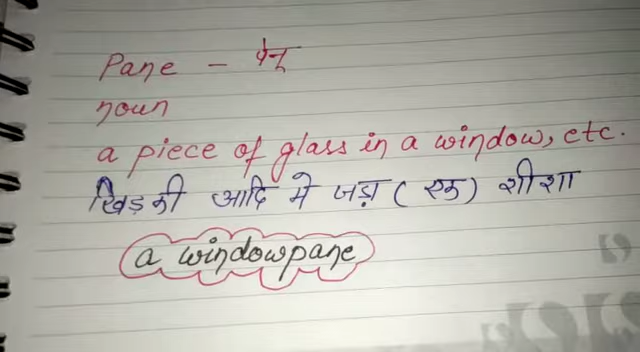 Pane - पेन्
noun
a piece of glass in a window, etc.
खिड़की आदि मे जड़ा (एक) शीशा
a windowpane